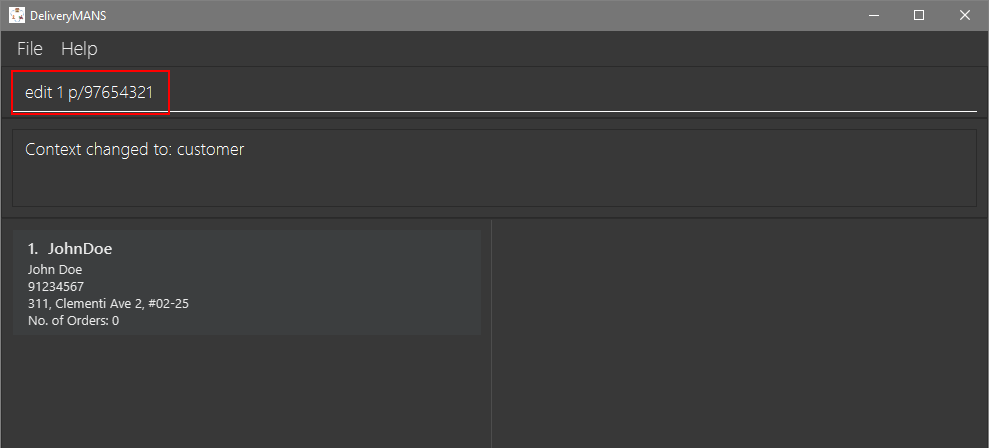 DeliveryMANS
File Help
edit 1 p/97654321
Context changed to: customer
1. JohnDoe
John Doe
91234567
311, Clementi Ave 2, #02-25
No. of Orders: 0